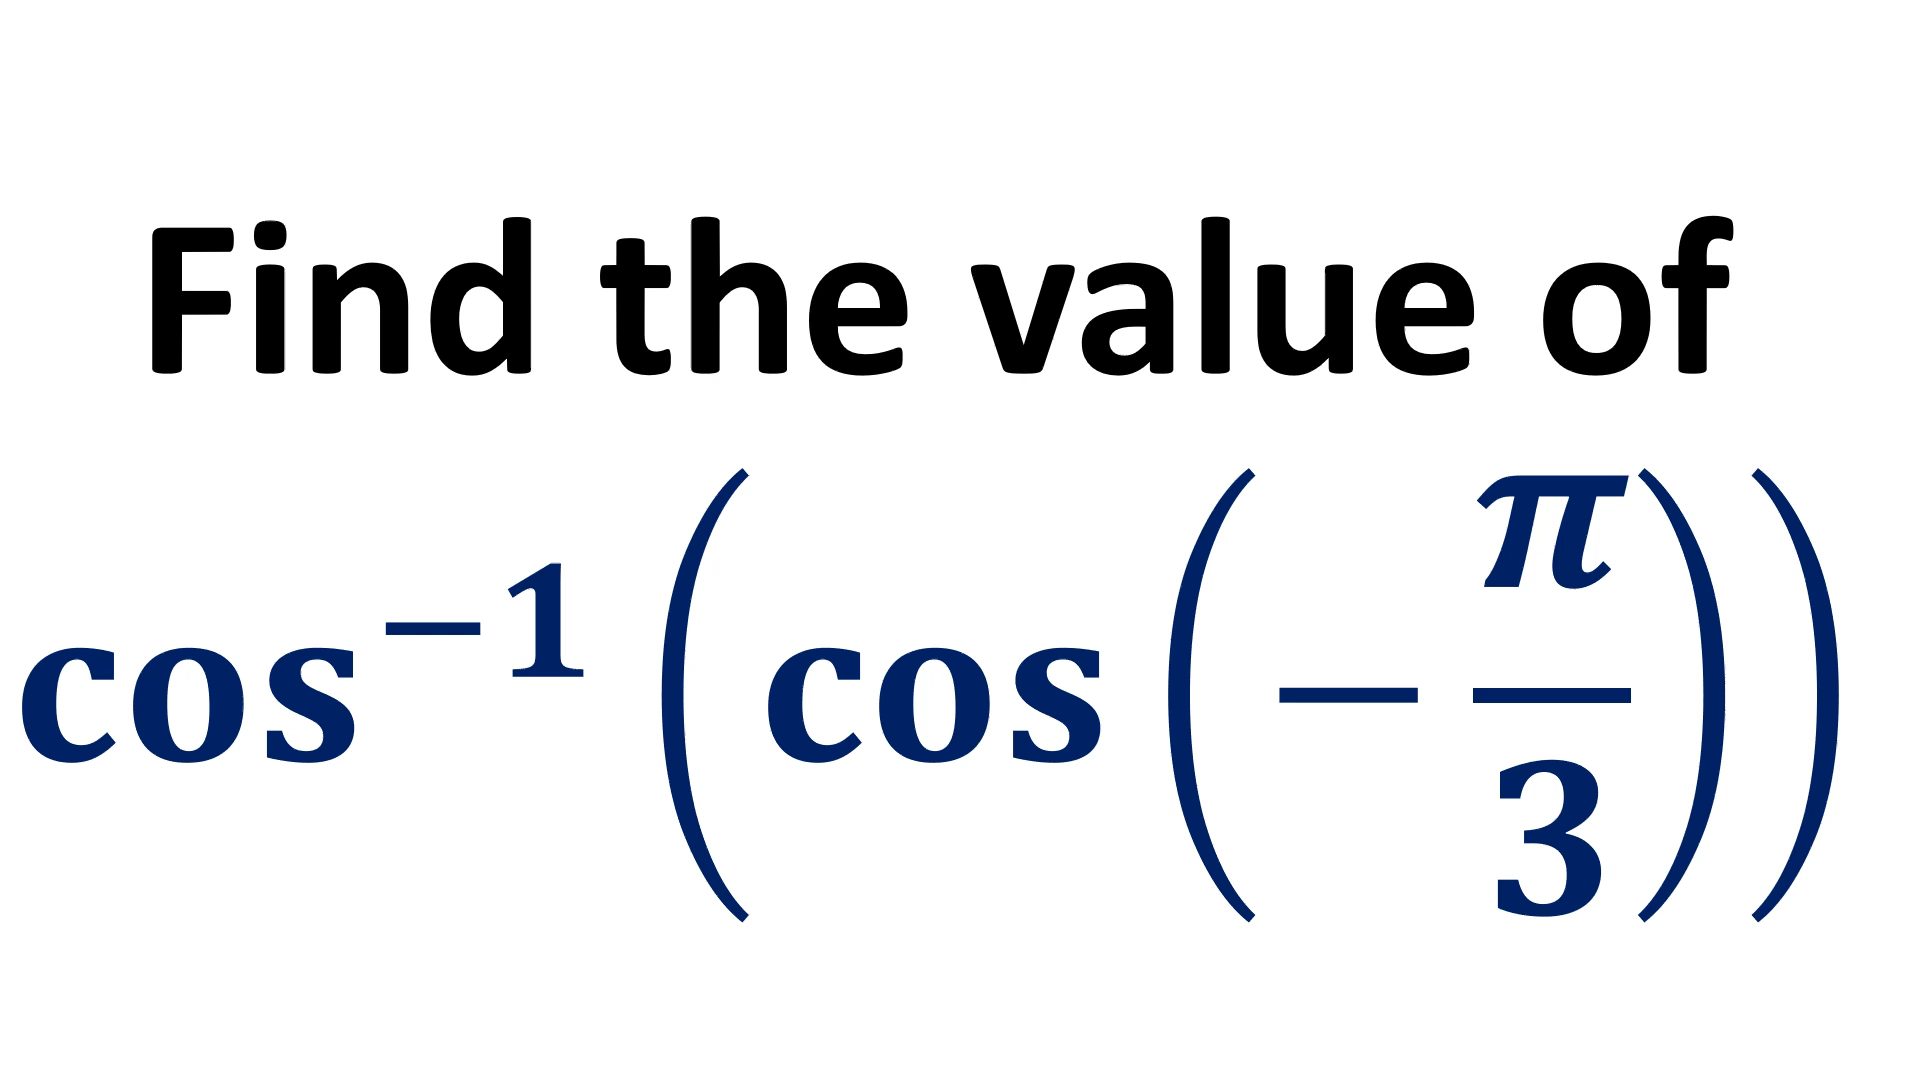 Find the value of
cos⁻¹(cos(−π/3))